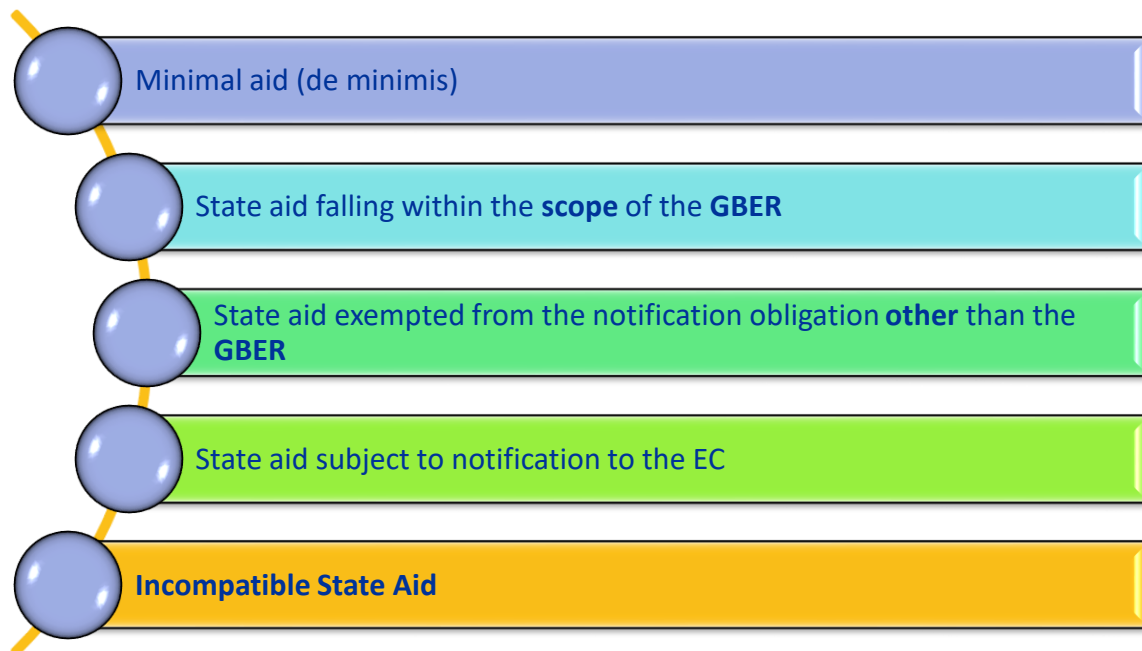 Minimal aid (de minimis)
State aid falling within the scope of the GBER
State aid exempted from the notification obligation other than the
GBER
State aid subject to notification to the EC
Incompatible State Aid